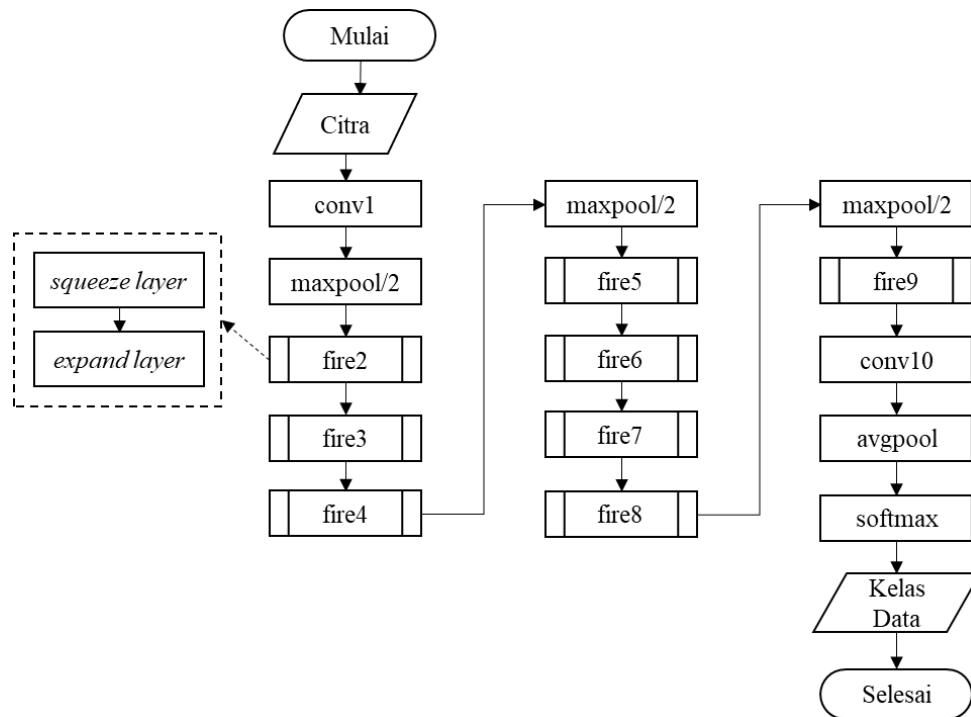 Mulai
Citra
conv1
maxpool/2
fire2
squeeze layer
expand layer
fire3
fire4
maxpool/2
fire5
fire6
fire7
fire8
maxpool/2
fire9
conv10
avgpool
softmax
Kelas
Data
Selesai